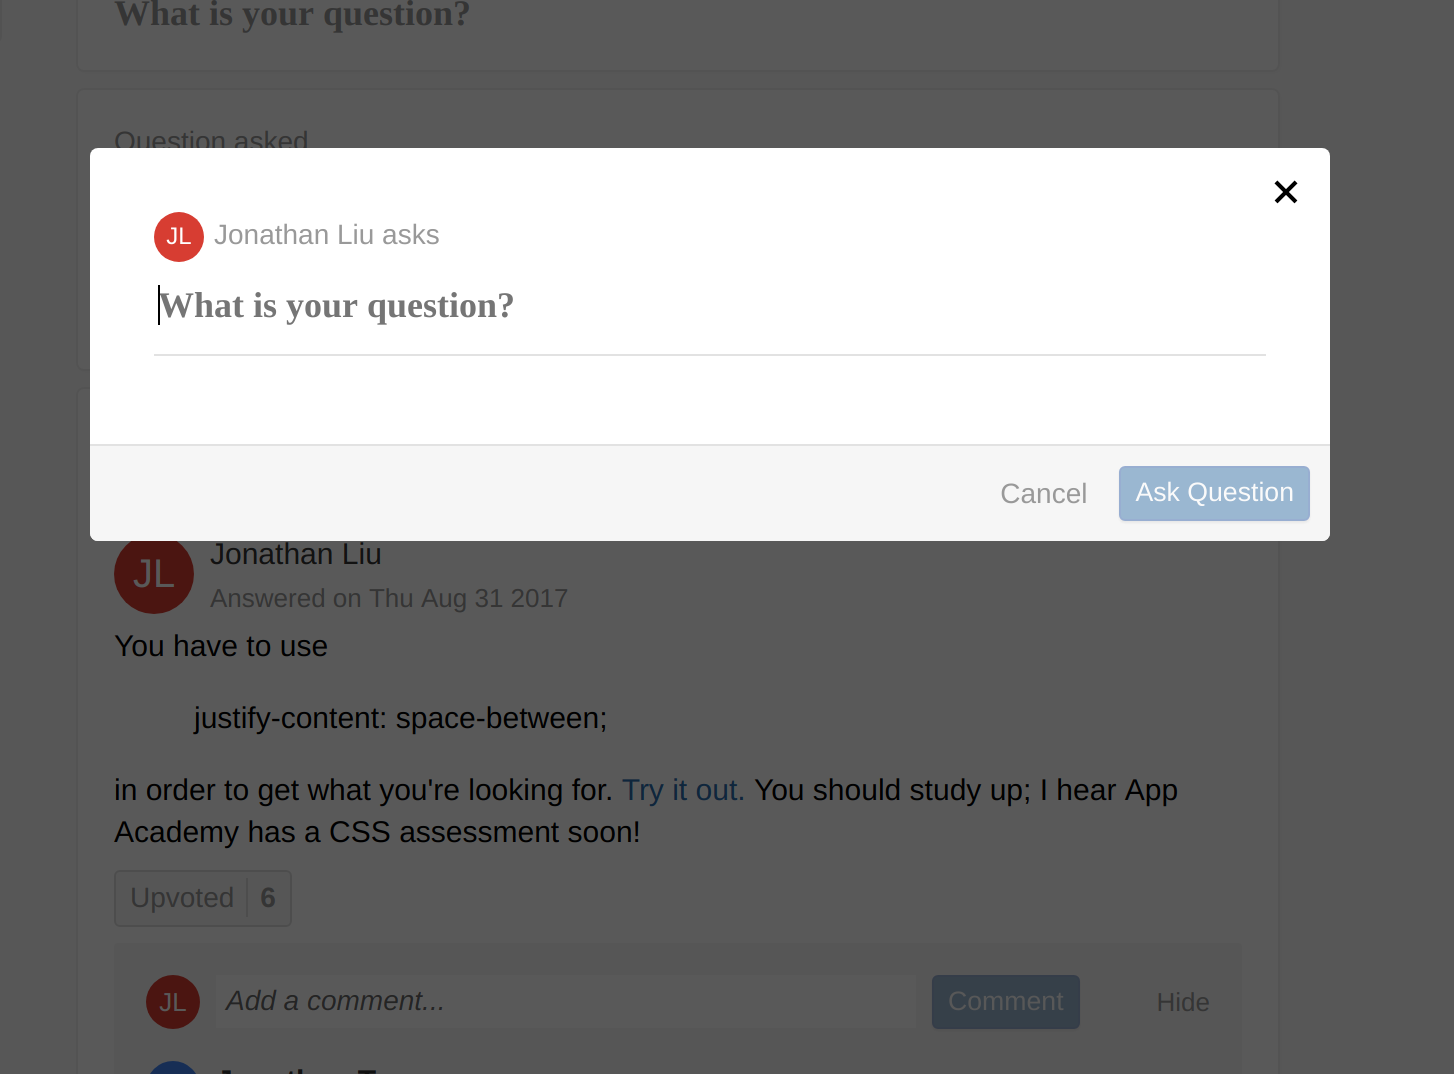 What is your question?
Question asked
JL Jonathan Liu asks
What is your question?
Cancel Ask Question
JL Jonathan Liu
Answered on Thu Aug 31 2017
You have to use
justify-content: space-between;
in order to get what you're looking for. Try it out. You should study up; I hear App
Academy has a CSS assessment soon!
Upvoted 6
JL Add a comment... Comment Hide